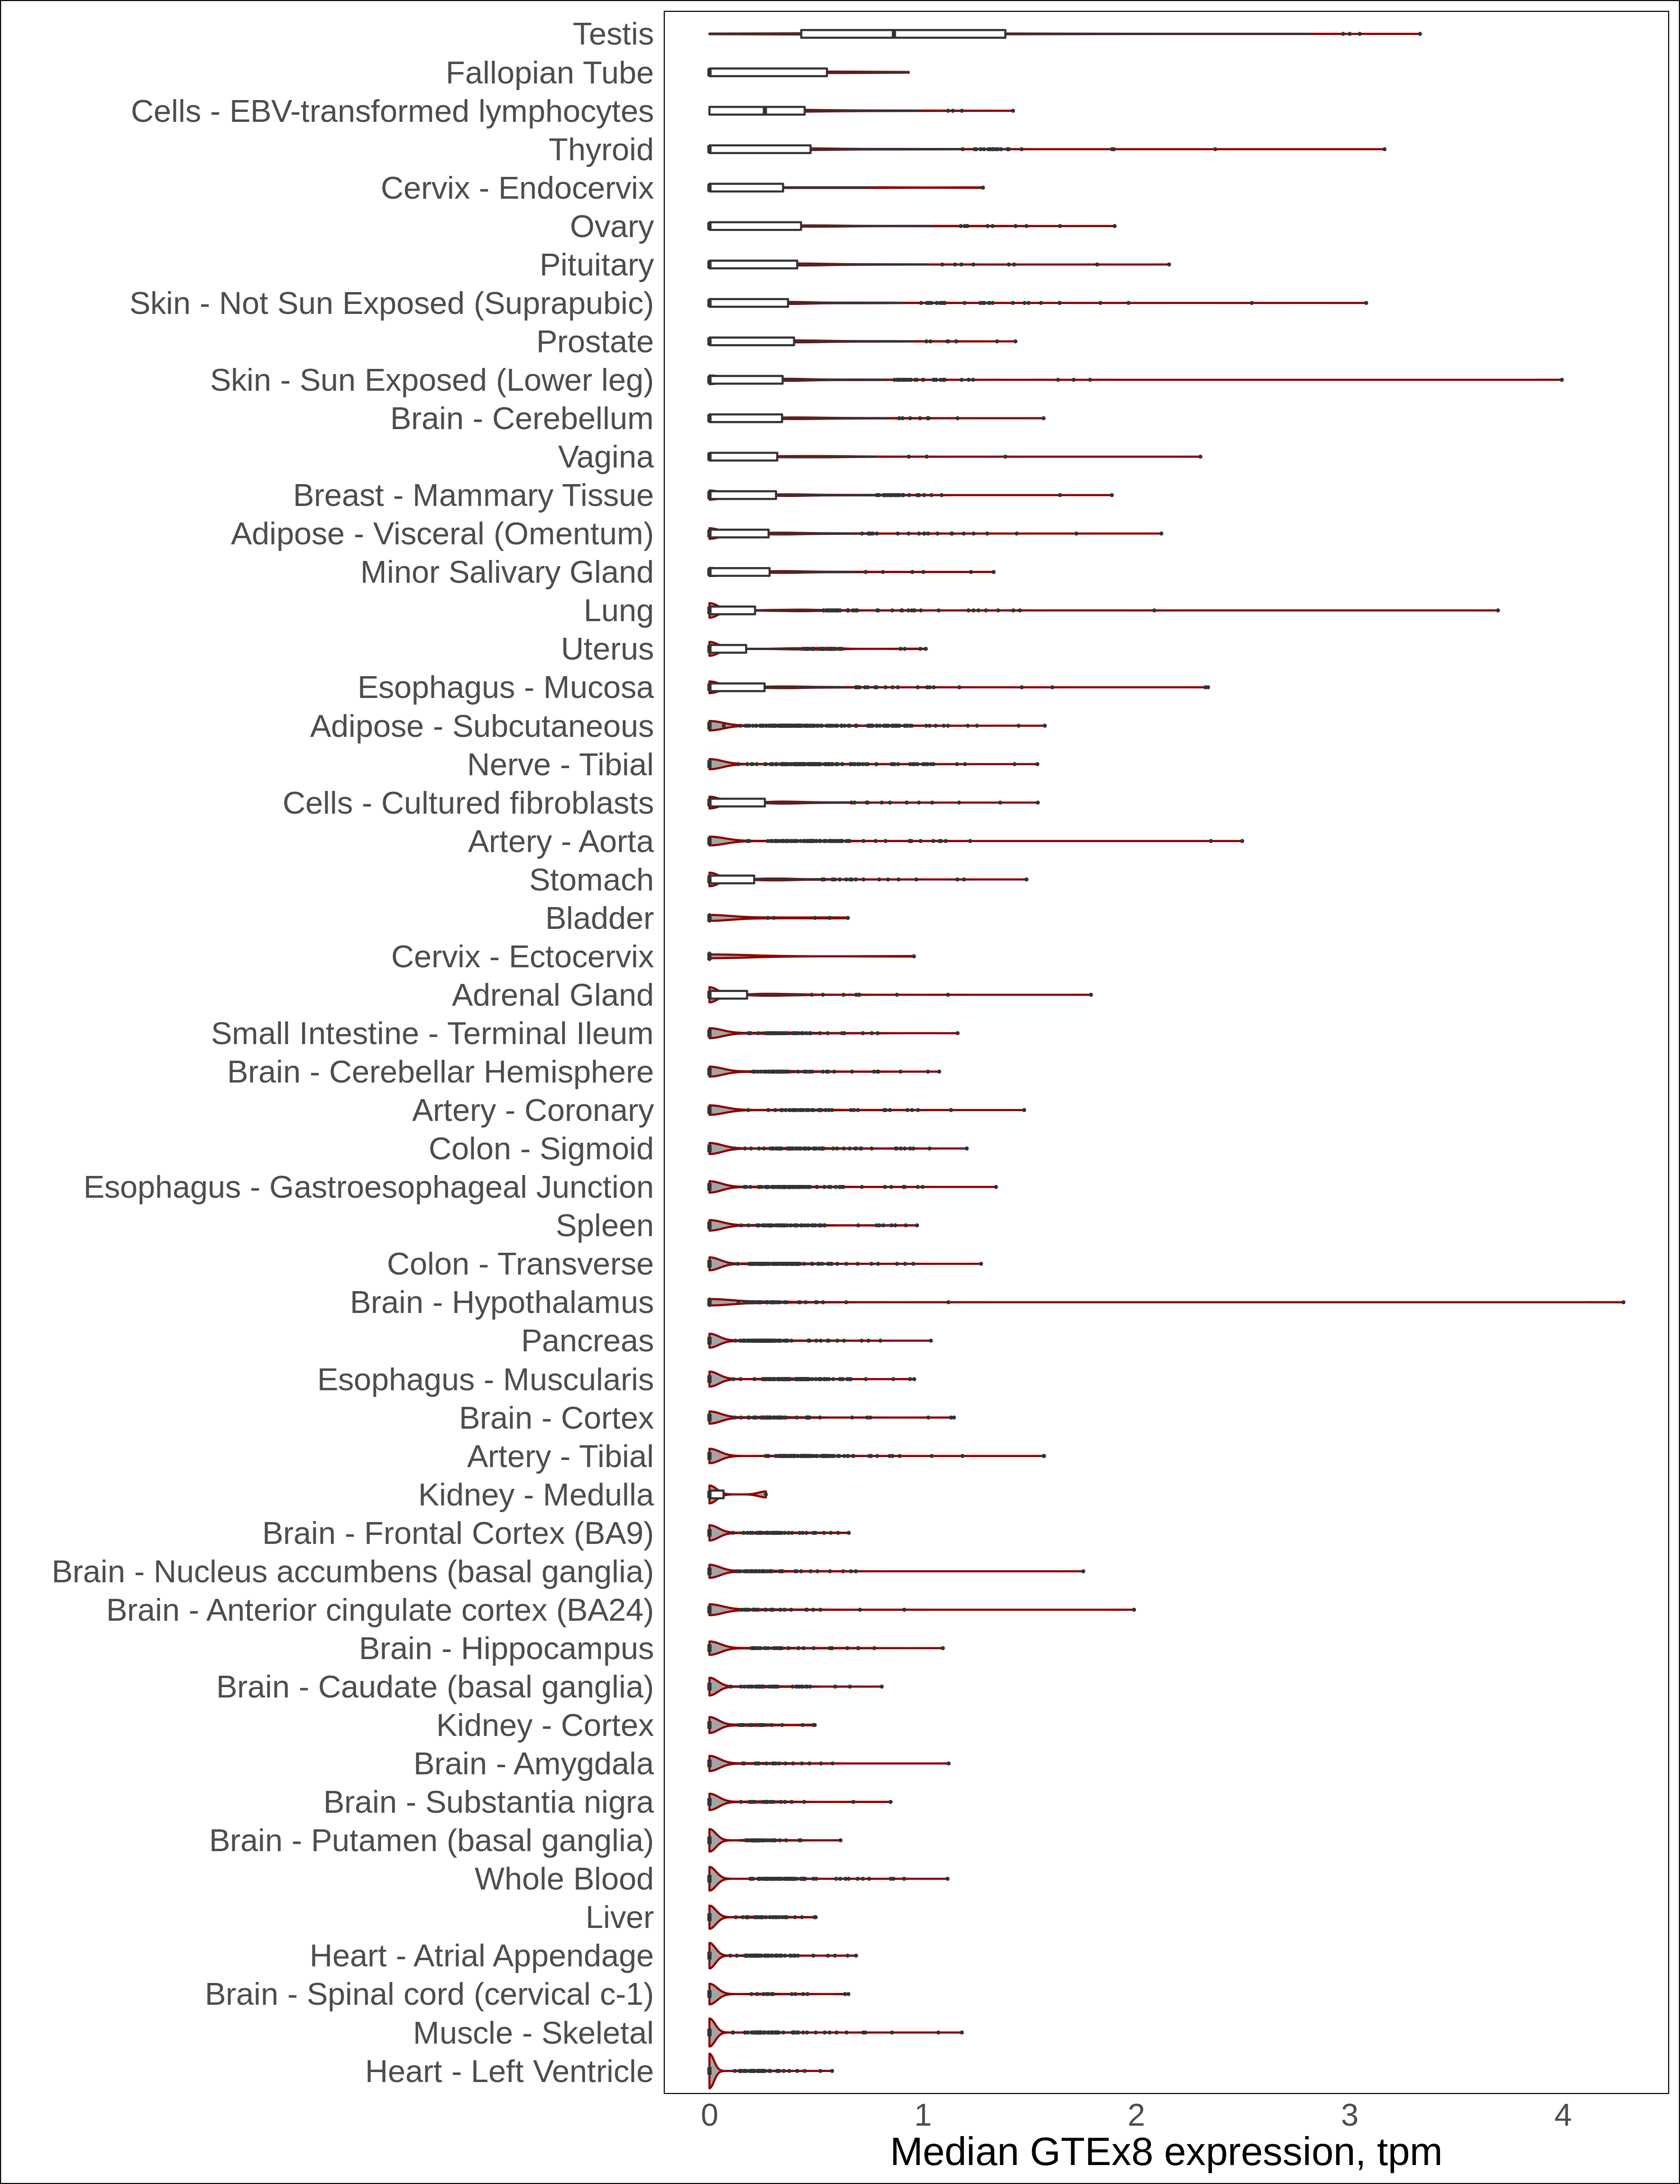 Testis
Fallopian Tube
Cells - EBV-transformed lymphocytes
Thyroid
Cervix - Endocervix
Ovary
Pituitary
Skin - Not Sun Exposed (Suprapubic)
Prostate
Skin - Sun Exposed (Lower leg)
Brain - Cerebellum
Vagina
Breast - Mammary Tissue
Adipose - Visceral (Omentum)
Minor Salivary Gland
Lung
Uterus
Esophagus - Mucosa
Adipose - Subcutaneous
Nerve - Tibial
Cells - Cultured fibroblasts
Artery - Aorta
Stomach
Bladder
Cervix - Ectocervix
Adrenal Gland
Small Intestine - Terminal Ileum
Brain - Cerebellar Hemisphere
Artery - Coronary
Colon - Sigmoid
Esophagus - Gastroesophageal Junction
Spleen
Colon - Transverse
Brain - Hypothalamus
Pancreas
Esophagus - Muscularis
Brain - Cortex
Artery - Tibial
Kidney - Medulla
Brain - Frontal Cortex (BA9)
Brain - Nucleus accumbens (basal ganglia)
Brain - Anterior cingulate cortex (BA24)
Brain - Hippocampus
Brain - Caudate (basal ganglia)
Kidney - Cortex
Brain - Amygdala
Brain - Substantia nigra
Brain - Putamen (basal ganglia)
Whole Blood
Liver
Heart - Atrial Appendage
Brain - Spinal cord (cervical c-1)
Muscle - Skeletal
Heart - Left Ventricle
0 1 2 3 4
Median GTEx8 expression, tpm